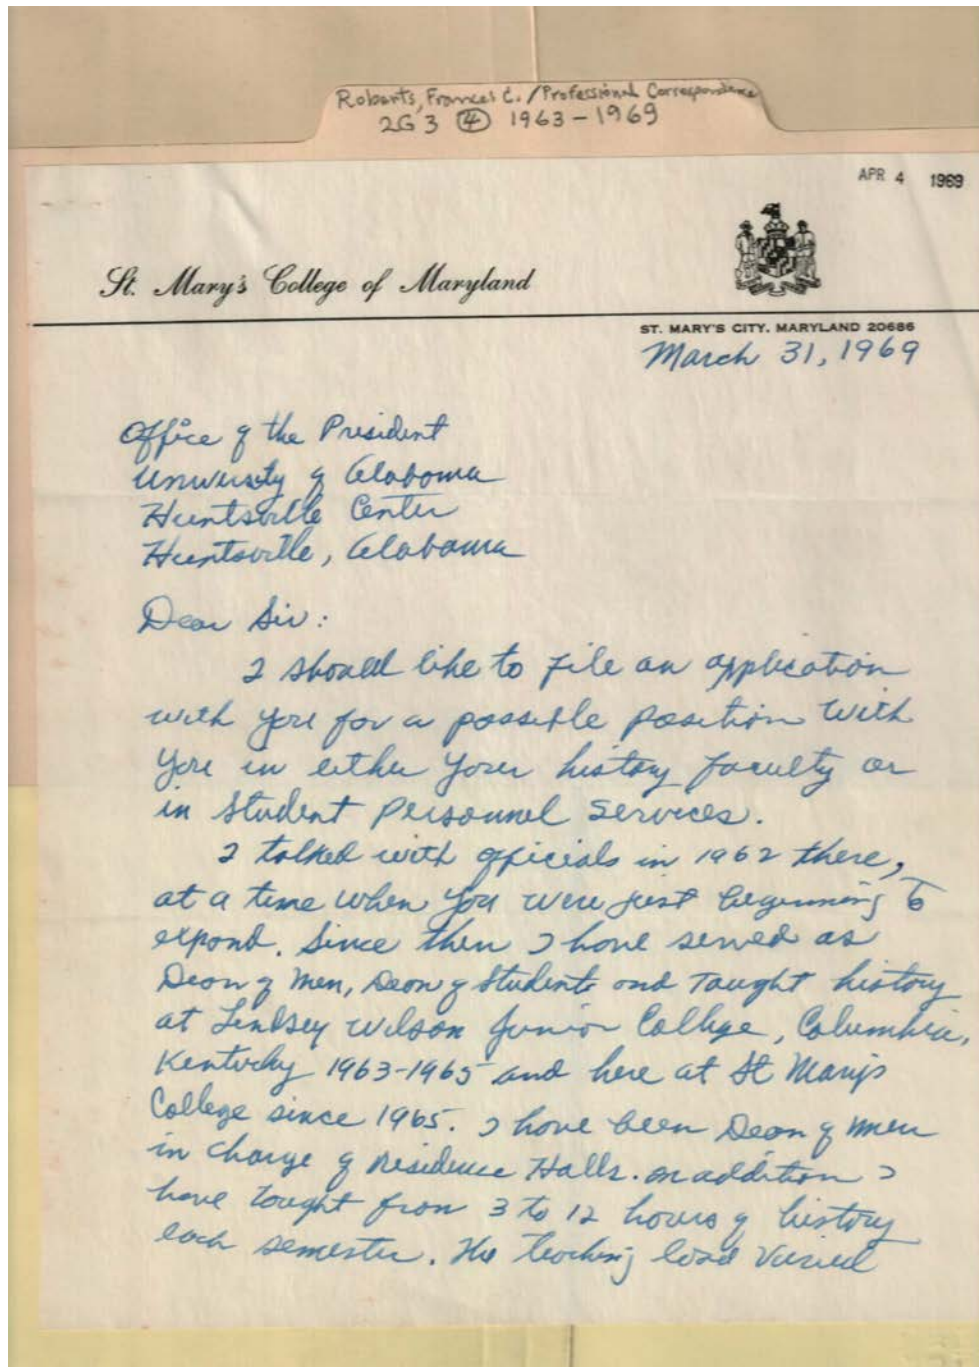 Roberts, Frances C. / Professional Correspondence
2G 3 ④ 1963-1969
APR 4 1969
St. Mary's College of Maryland
ST. MARY'S CITY, MARYLAND 20686
March 31, 1969
Office of the President
University of Alabama
Huntsville Center
Huntsville, Alabama
Dear Sir:
I should like to file an application
with you for a possible position with
you in either your history faculty or
in student personnel services.
I talked with officials in 1962 there,
at a time when you were just beginning to
expand. Since then I have served as
Dean of Men, Dean of Students and taught history
at Lindsey Wilson Junior College, Columbia,
Kentucky 1963-1965 and here at St Marys
College since 1965. I have been Dean of Men
in charge of Residence Halls. In addition I
have taught from 3 to 12 hours of history
each semester. The teaching load varied